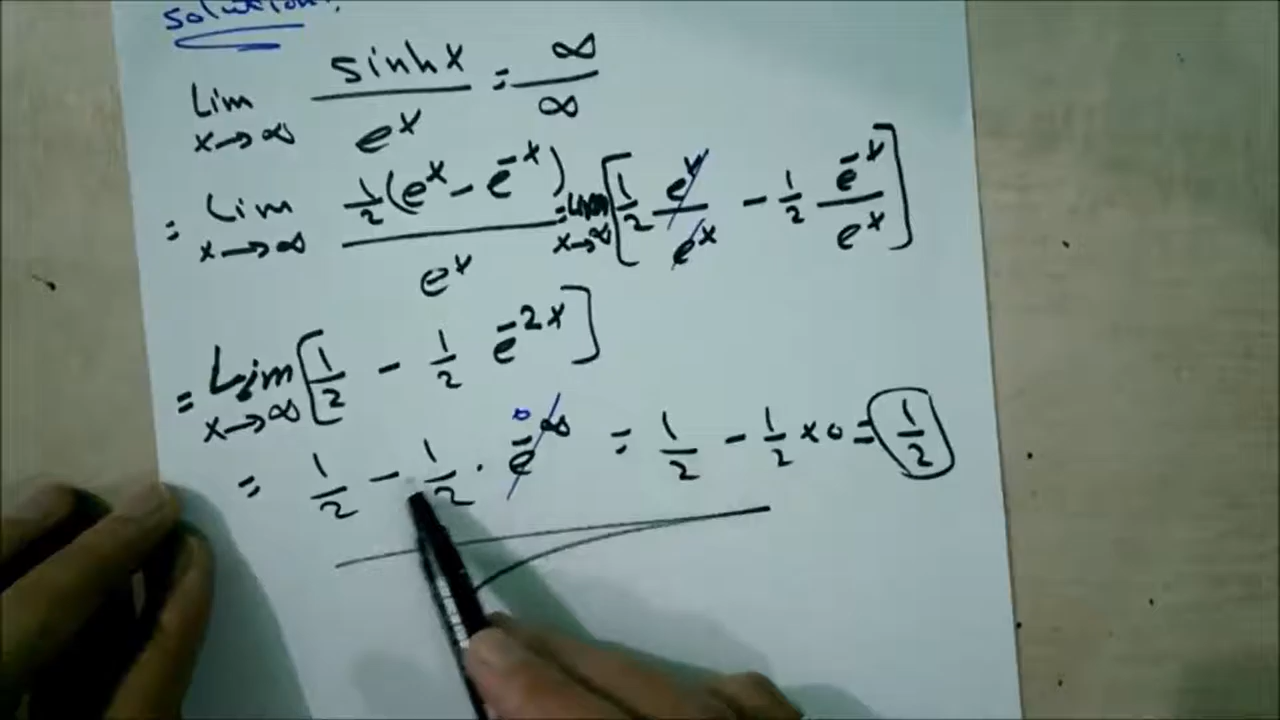 Solution:
Lim x→∞ sinhx / e^x = ∞ / ∞
= Lim x→∞ ½(e^x - e^-x) / e^x = Lim x→∞ [½ e^x / e^x - ½ e^-x / e^x]
= Lim x→∞ [½ - ½ e^-2x]
= ½ - ½ · e^-∞ 0 = ½ - ½ x 0 = ½